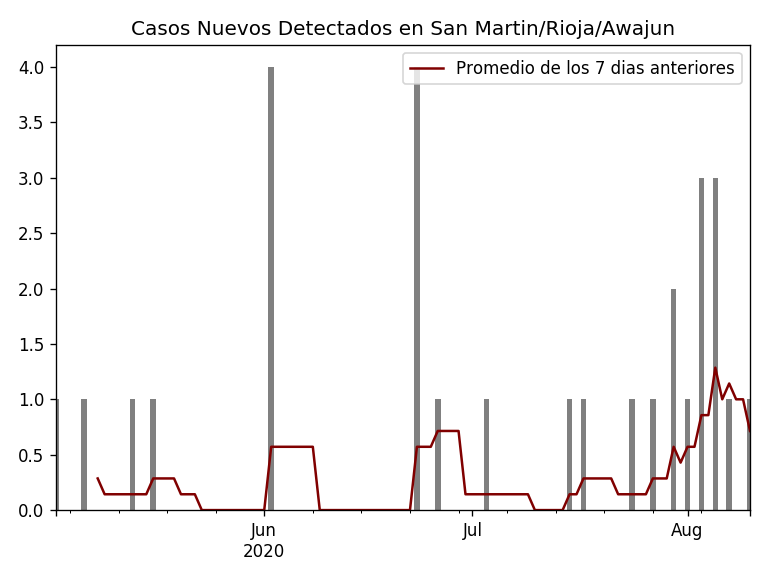 Casos Nuevos Detectados en San Martin/Rioja/Awajun
Promedio de los 7 dias anteriores
4.0
3.5
3.0
2.5
2.0
1.5
1.0
0.5
0.0
Jun
2020
Jul
Aug